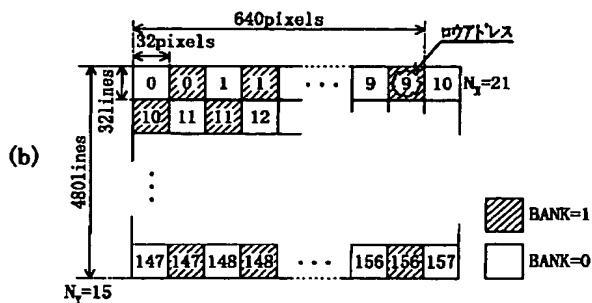 640pixels
ロウアドレス
32pixels
0 0 1 1 ··· 9 9 10 N_X=21
32lines
10 11 11 12
(b)
480lines
BANK=1
BANK=0
147 147 148 148 ··· 156 156 157
N_Y=15